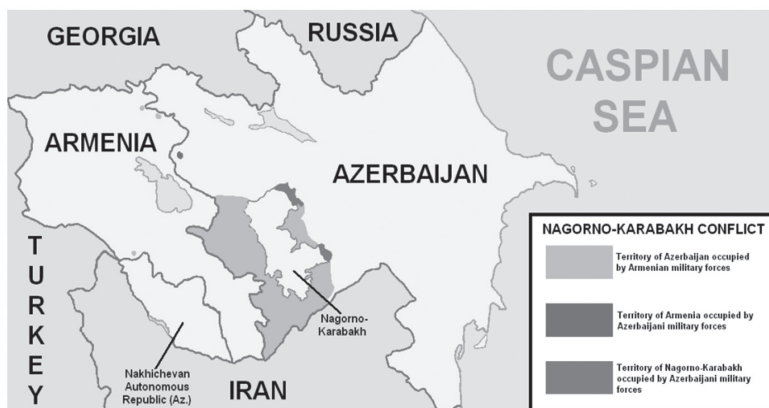 GEORGIA
RUSSIA
CASPIAN
SEA
ARMENIA
AZERBAIJAN
TURKEY
NAGORNO-KARABAKH CONFLICT
Territory of Azerbaijan occupied
by Armenian military forces
Territory of Armenia occupied by
Azerbaijani military forces
Territory of Nagorno-Karabakh
occupied by Azerbaijani military
forces
Nagorno-
Karabakh
Nakhichevan
Autonomous
Republic (Az.)
IRAN